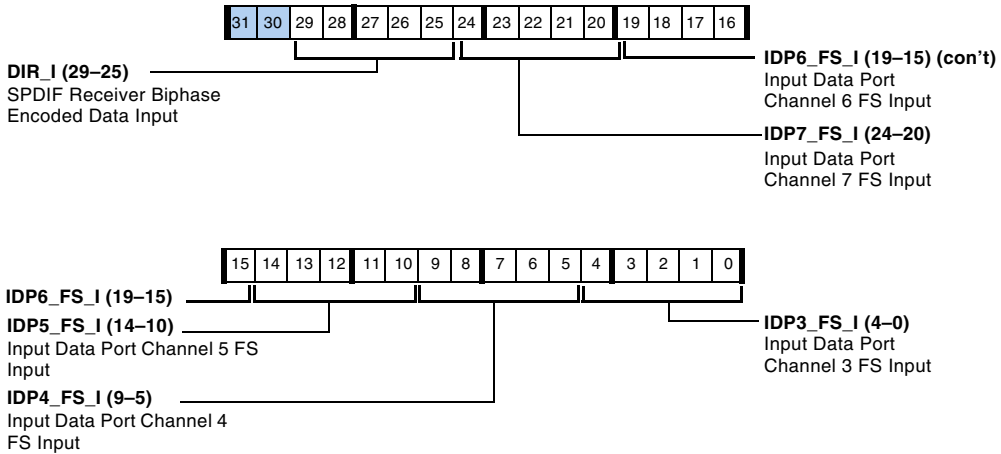 31 30 29 28 27 26 25 24 23 22 21 20 19 18 17 16
DIR_I (29–25)
SPDIF Receiver Biphase
Encoded Data Input
IDP6_FS_I (19–15) (con't)
Input Data Port
Channel 6 FS Input
IDP7_FS_I (24–20)
Input Data Port
Channel 7 FS Input
15 14 13 12 11 10 9 8 7 6 5 4 3 2 1 0
IDP6_FS_I (19–15)
IDP5_FS_I (14–10)
Input Data Port Channel 5 FS
Input
IDP4_FS_I (9–5)
Input Data Port Channel 4
FS Input
IDP3_FS_I (4–0)
Input Data Port
Channel 3 FS Input